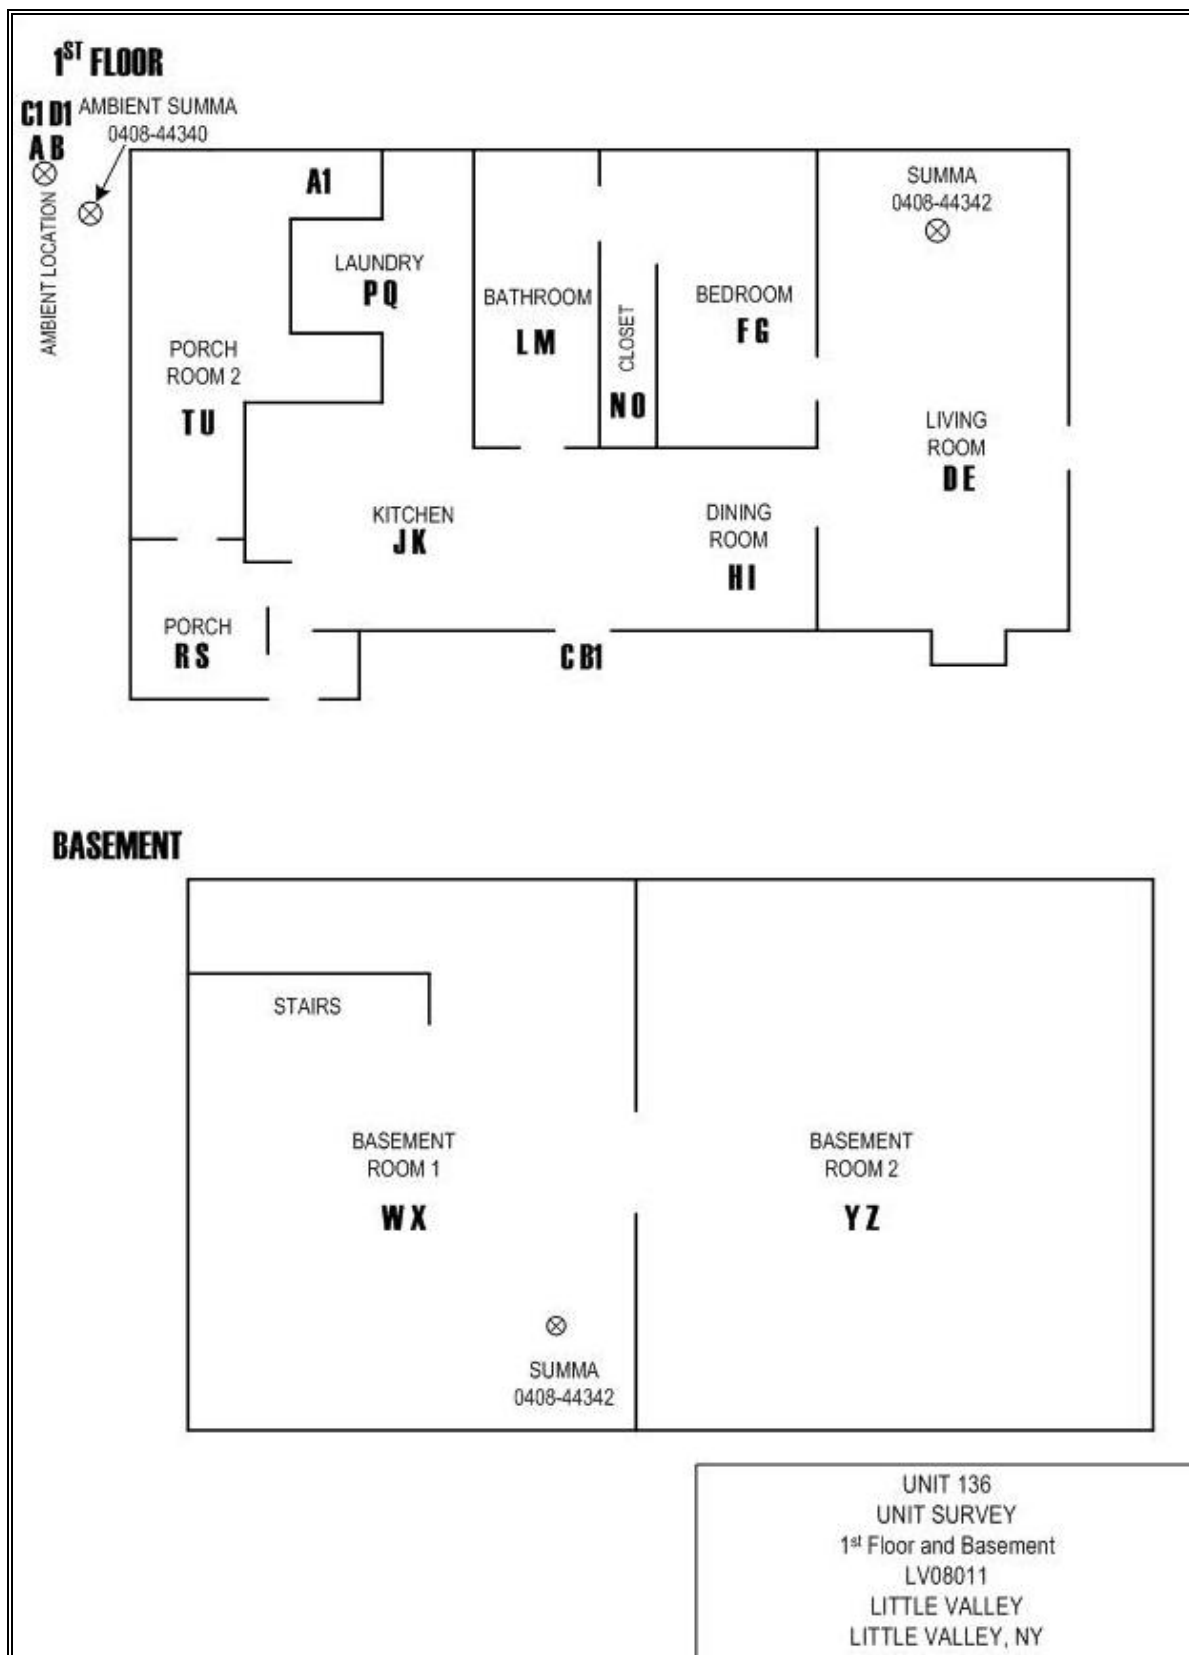 1ST FLOOR
C1 D1
A B
AMBIENT SUMMA
0408-44340
AMBIENT LOCATION
A1
LAUNDRY
P Q
BATHROOM
L M
CLOSET
N O
BEDROOM
F G
SUMMA
0408-44342
PORCH
ROOM 2
T U
LIVING
ROOM
D E
KITCHEN
J K
DINING
ROOM
H I
PORCH
R S
C B1
BASEMENT
STAIRS
BASEMENT
ROOM 1
W X
BASEMENT
ROOM 2
Y Z
SUMMA
0408-44342
UNIT 136
UNIT SURVEY
1st Floor and Basement
LV08011
LITTLE VALLEY
LITTLE VALLEY, NY